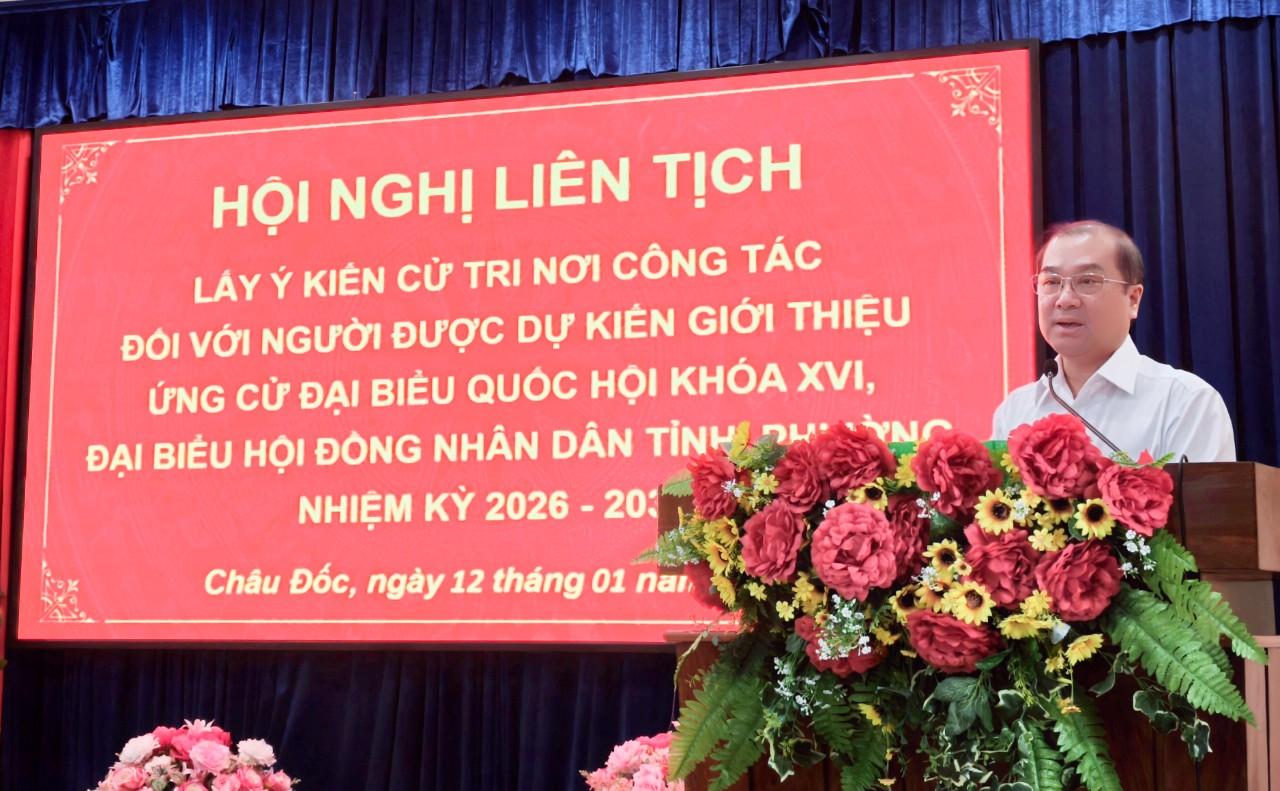 HỘI NGHỊ LIÊN TỊCH
LẤY Ý KIẾN CỬ TRI NƠI CÔNG TÁC
ĐỐI VỚI NGƯỜI ĐƯỢC DỰ KIẾN GIỚI THIỆU
ỨNG CỬ ĐẠI BIỂU QUỐC HỘI KHÓA XVI,
ĐẠI BIỂU HỘI ĐỒNG NHÂN DÂN TỈNH, PHƯỜNG
NHIỆM KỲ 2026 -
Châu Đốc, ngày 12 tháng 01